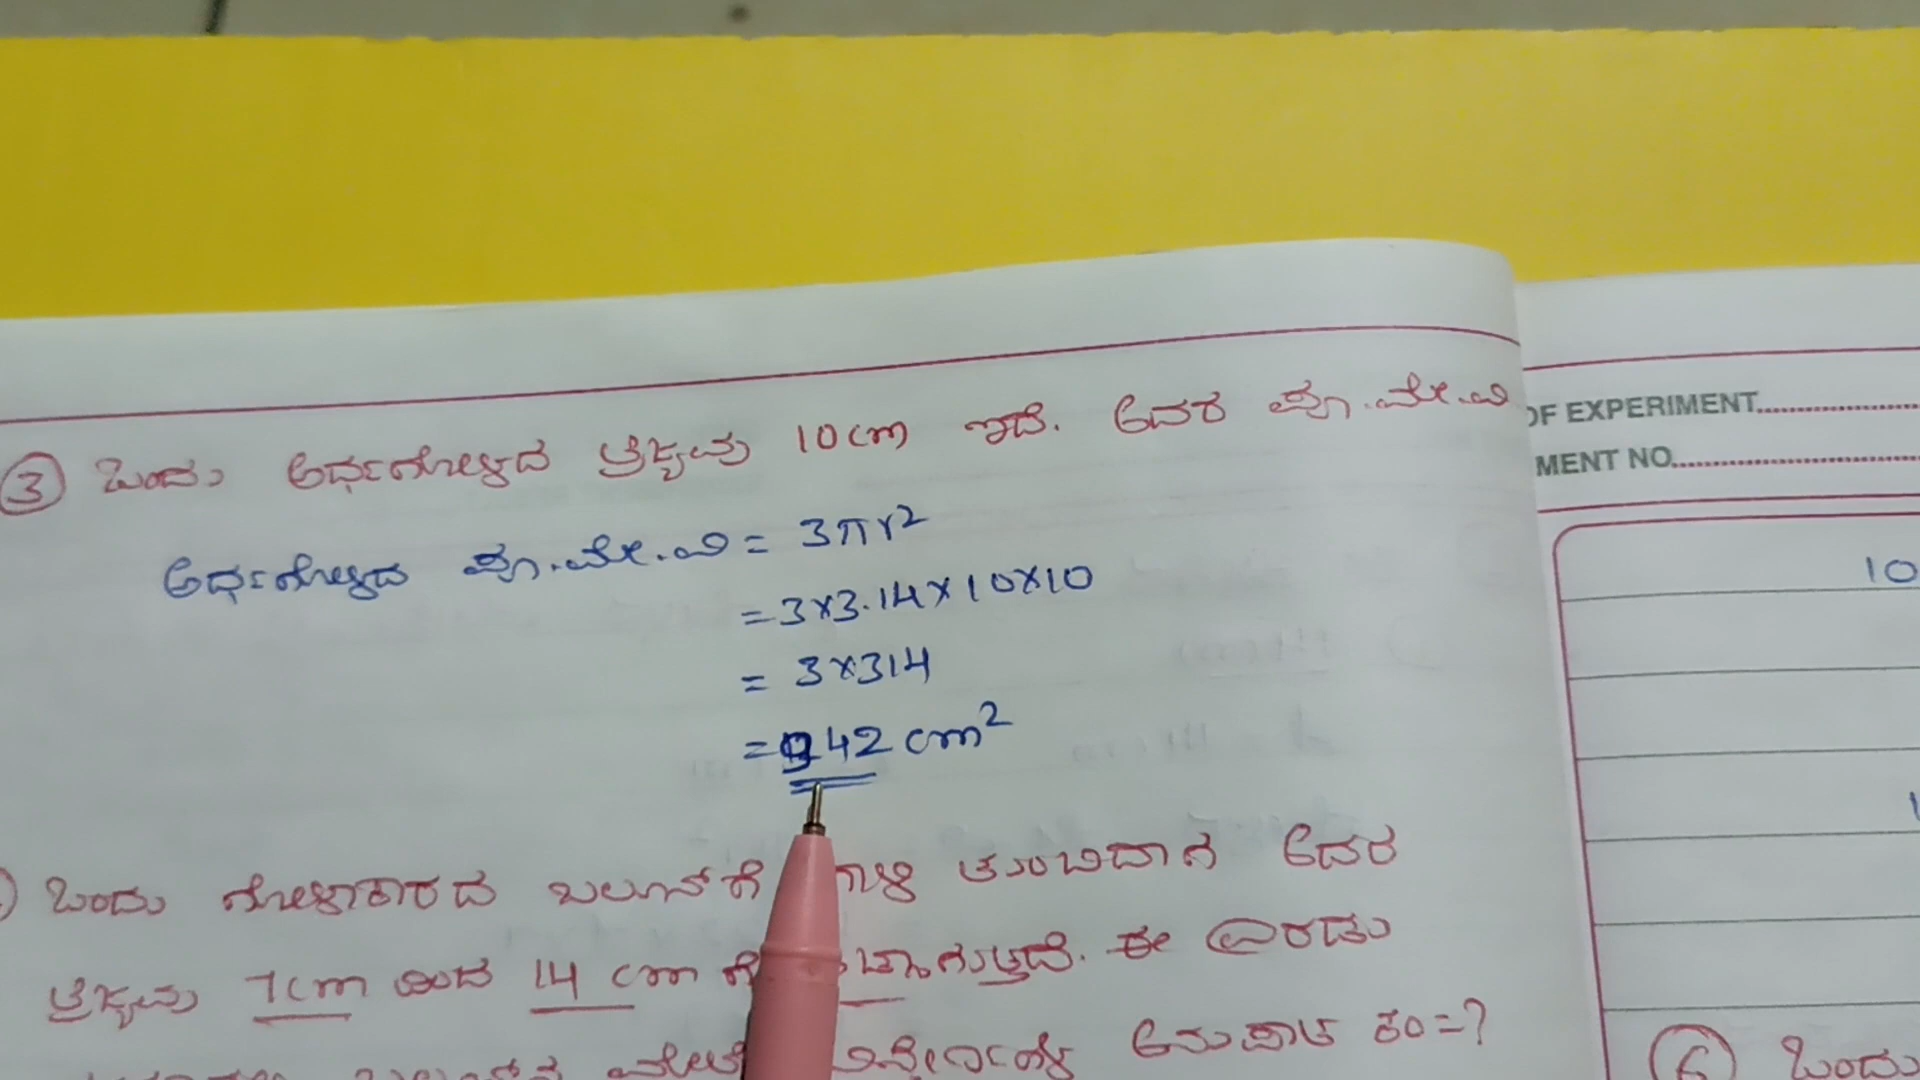 ③ ಒಂದು ಅರ್ಧಗೋಳದ ತ್ರಿಜ್ಯವು 10cm ಇದೆ. ಅದರ ಪೂ.ಮೇ.ವಿ
ಅರ್ಧಗೋಳದ ಪೂ.ಮೇ.ವಿ = 3πr²
= 3×3.14×10×10
= 3×314
= 942 cm²
ಒಂದು ಗೋಳಾಕಾರದ ಬಲೂನ್‌ಗೆ ಗಾಳಿ ತುಂಬಿದಾಗ ಅದರ
ತ್ರಿಜ್ಯವು 7cm ಯಿಂದ 14 cm ಗೆ ಈ ಎರಡು
ಅನುಪಾತ ಕಂ=?
OF EXPERIMENT
MENT NO.
10
⑥ ಒಂದು